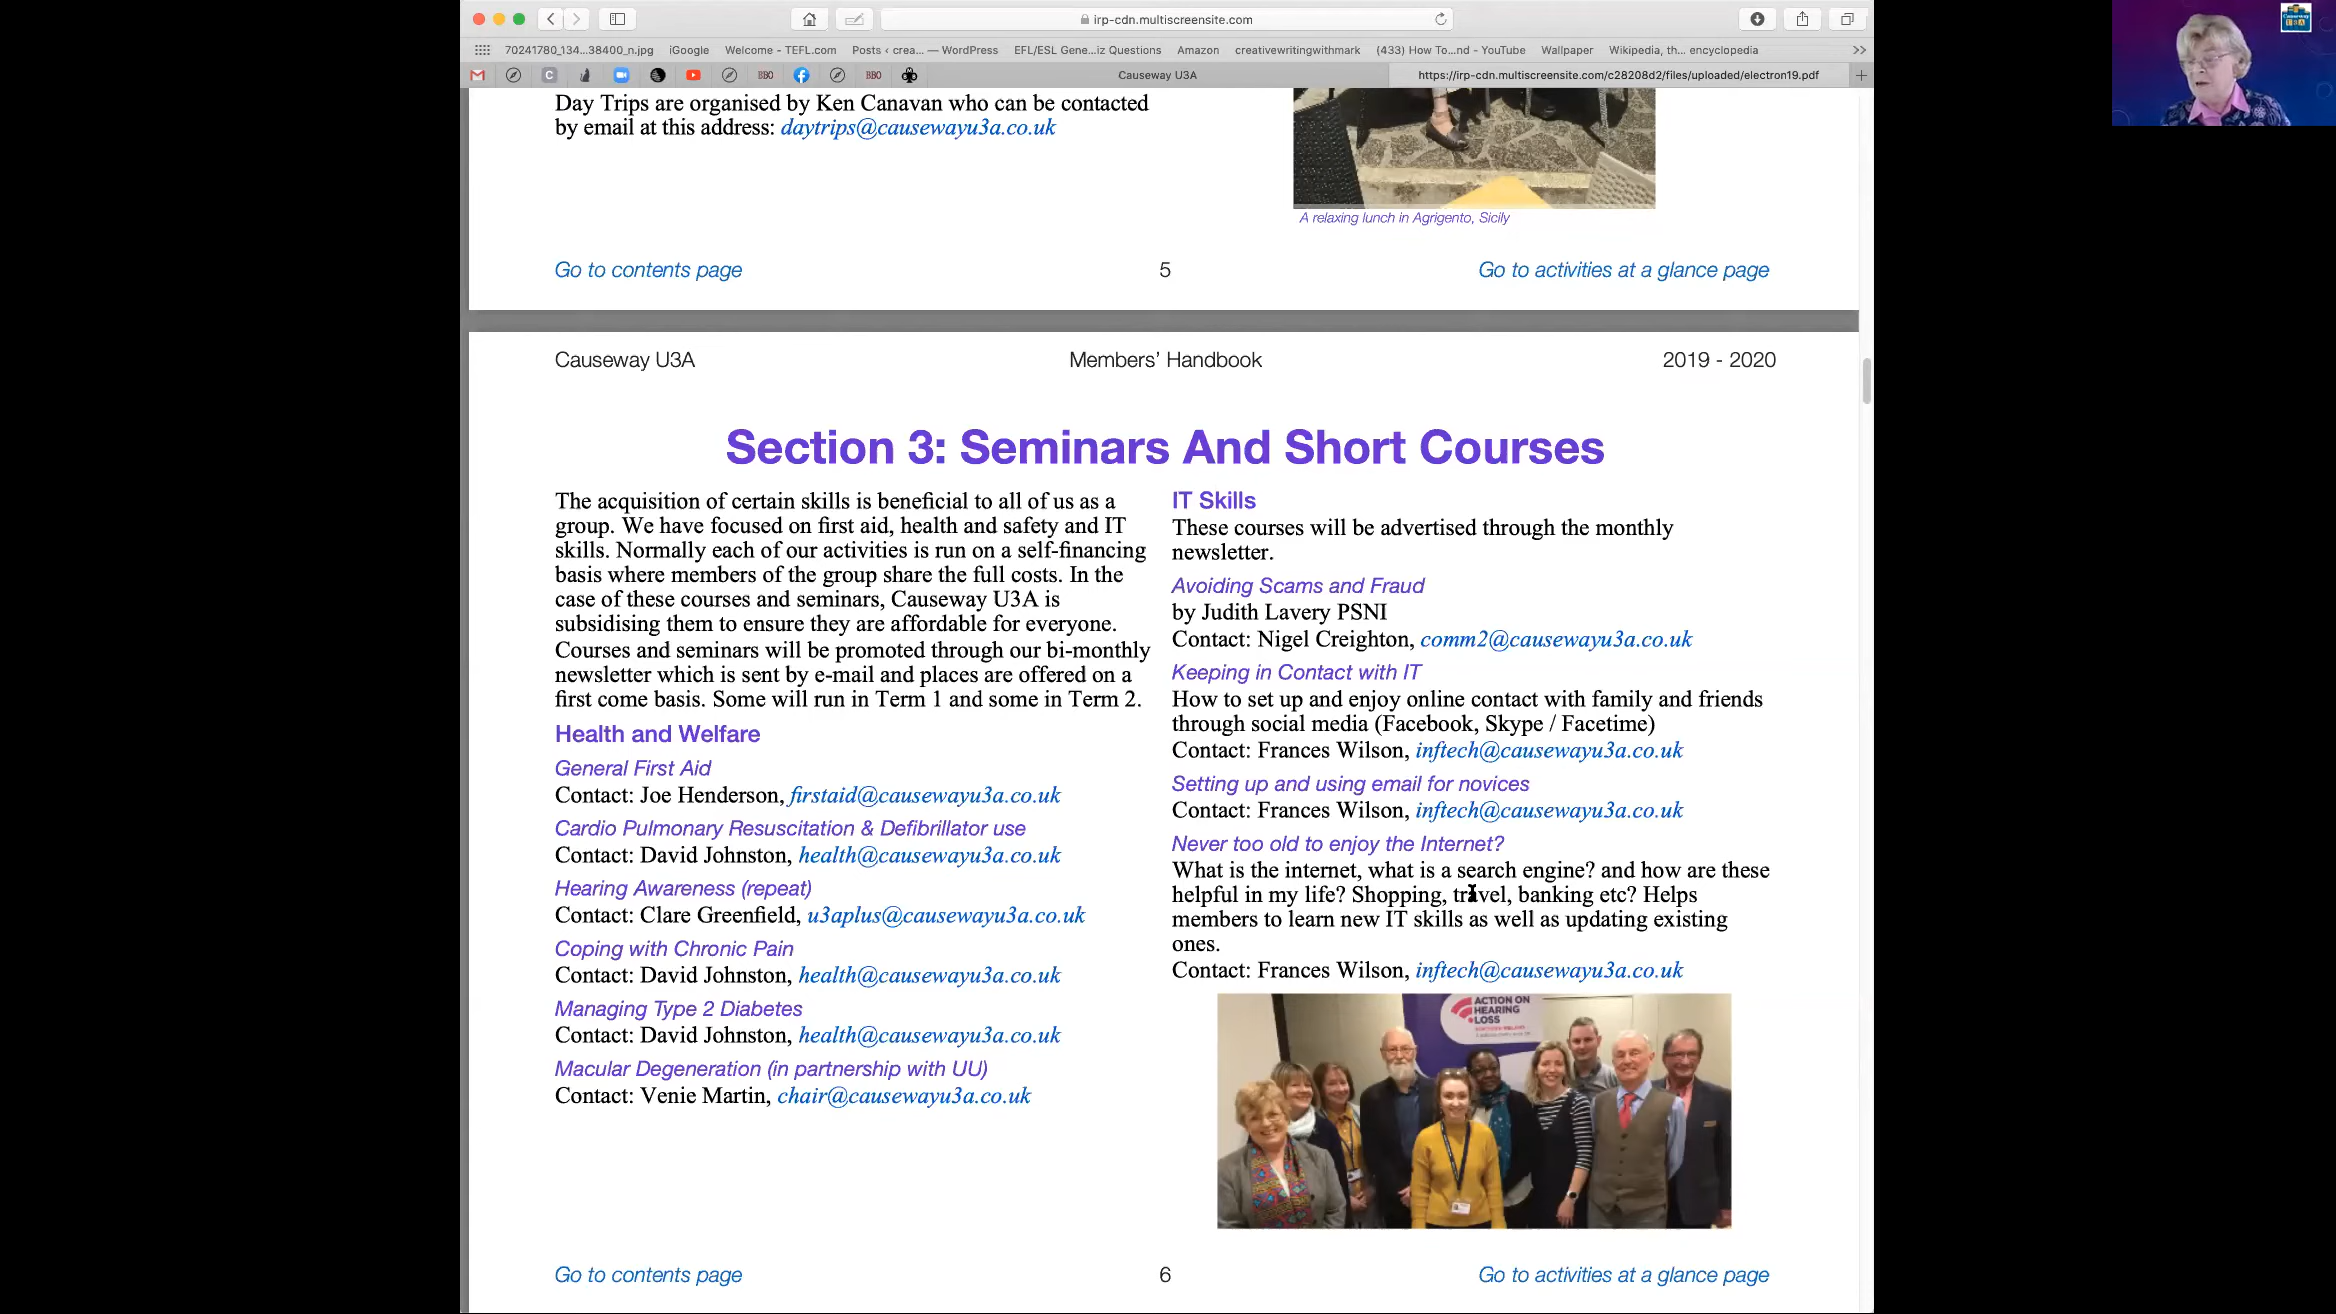 irp-cdn.multiscreensite.com
70241780_134...38400_n.jpg iGoogle Welcome - TEFL.com Posts ‹ crea... — WordPress EFL/ESL Gene...iz Questions Amazon creativewritingwithmark (433) How To...nd - YouTube Wallpaper Wikipedia, th... encyclopedia
C BBO BBO Causeway U3A https://irp-cdn.multiscreensite.com/c28208d2/files/uploaded/electron19.pdf
Causeway
U3A
Day Trips are organised by Ken Canavan who can be contacted
by email at this address: daytrips@causewayu3a.co.uk
A relaxing lunch in Agrigento, Sicily
Go to contents page 5 Go to activities at a glance page
Causeway U3A Members' Handbook 2019 - 2020
Section 3: Seminars And Short Courses
The acquisition of certain skills is beneficial to all of us as a
group. We have focused on first aid, health and safety and IT
skills. Normally each of our activities is run on a self-financing
basis where members of the group share the full costs. In the
case of these courses and seminars, Causeway U3A is
subsidising them to ensure they are affordable for everyone.
Courses and seminars will be promoted through our bi-monthly
newsletter which is sent by e-mail and places are offered on a
first come basis. Some will run in Term 1 and some in Term 2.
Health and Welfare
General First Aid
Contact: Joe Henderson, firstaid@causewayu3a.co.uk
Cardio Pulmonary Resuscitation & Defibrillator use
Contact: David Johnston, health@causewayu3a.co.uk
Hearing Awareness (repeat)
Contact: Clare Greenfield, u3aplus@causewayu3a.co.uk
Coping with Chronic Pain
Contact: David Johnston, health@causewayu3a.co.uk
Managing Type 2 Diabetes
Contact: David Johnston, health@causewayu3a.co.uk
Macular Degeneration (in partnership with UU)
Contact: Venie Martin, chair@causewayu3a.co.uk
IT Skills
These courses will be advertised through the monthly
newsletter.
Avoiding Scams and Fraud
by Judith Lavery PSNI
Contact: Nigel Creighton, comm2@causewayu3a.co.uk
Keeping in Contact with IT
How to set up and enjoy online contact with family and friends
through social media (Facebook, Skype / Facetime)
Contact: Frances Wilson, inftech@causewayu3a.co.uk
Setting up and using email for novices
Contact: Frances Wilson, inftech@causewayu3a.co.uk
Never too old to enjoy the Internet?
What is the internet, what is a search engine? and how are these
helpful in my life? Shopping, travel, banking etc? Helps
members to learn new IT skills as well as updating existing
ones.
Contact: Frances Wilson, inftech@causewayu3a.co.uk
ACTION ON
HEARING
LOSS
Go to contents page 6 Go to activities at a glance page